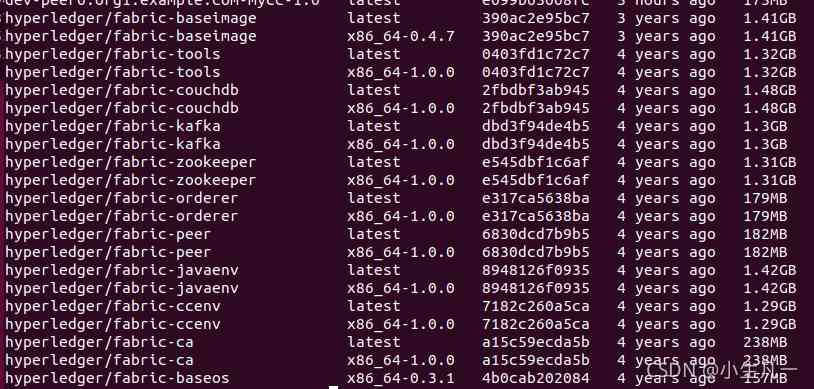 dev-peer0.org1.example.com-mycc-1.0 latest e099b03008fc 3 hours ago 173MB
hyperledger/fabric-baseimage latest 390ac2e95bc7 3 years ago 1.41GB
hyperledger/fabric-baseimage x86_64-0.4.7 390ac2e95bc7 3 years ago 1.41GB
hyperledger/fabric-tools latest 0403fd1c72c7 4 years ago 1.32GB
hyperledger/fabric-tools x86_64-1.0.0 0403fd1c72c7 4 years ago 1.32GB
hyperledger/fabric-couchdb latest 2fbdbf3ab945 4 years ago 1.48GB
hyperledger/fabric-couchdb x86_64-1.0.0 2fbdbf3ab945 4 years ago 1.48GB
hyperledger/fabric-kafka latest dbd3f94de4b5 4 years ago 1.3GB
hyperledger/fabric-kafka x86_64-1.0.0 dbd3f94de4b5 4 years ago 1.3GB
hyperledger/fabric-zookeeper latest e545dbf1c6af 4 years ago 1.31GB
hyperledger/fabric-zookeeper x86_64-1.0.0 e545dbf1c6af 4 years ago 1.31GB
hyperledger/fabric-orderer latest e317ca5638ba 4 years ago 179MB
hyperledger/fabric-orderer x86_64-1.0.0 e317ca5638ba 4 years ago 179MB
hyperledger/fabric-peer latest 6830dcd7b9b5 4 years ago 182MB
hyperledger/fabric-peer x86_64-1.0.0 6830dcd7b9b5 4 years ago 182MB
hyperledger/fabric-javaenv latest 8948126f0935 4 years ago 1.42GB
hyperledger/fabric-javaenv x86_64-1.0.0 8948126f0935 4 years ago 1.42GB
hyperledger/fabric-ccenv latest 7182c260a5ca 4 years ago 1.29GB
hyperledger/fabric-ccenv x86_64-1.0.0 7182c260a5ca 4 years ago 1.29GB
hyperledger/fabric-ca latest a15c59ecda5b 4 years ago 238MB
hyperledger/fabric-ca x86_64-1.0.0 a15c59ecda5b 4 years ago 238MB
hyperledger/fabric-baseos x86_64-0.3.1 4b0cab202084 4 years ago 157MB
CSDN @小生凡一